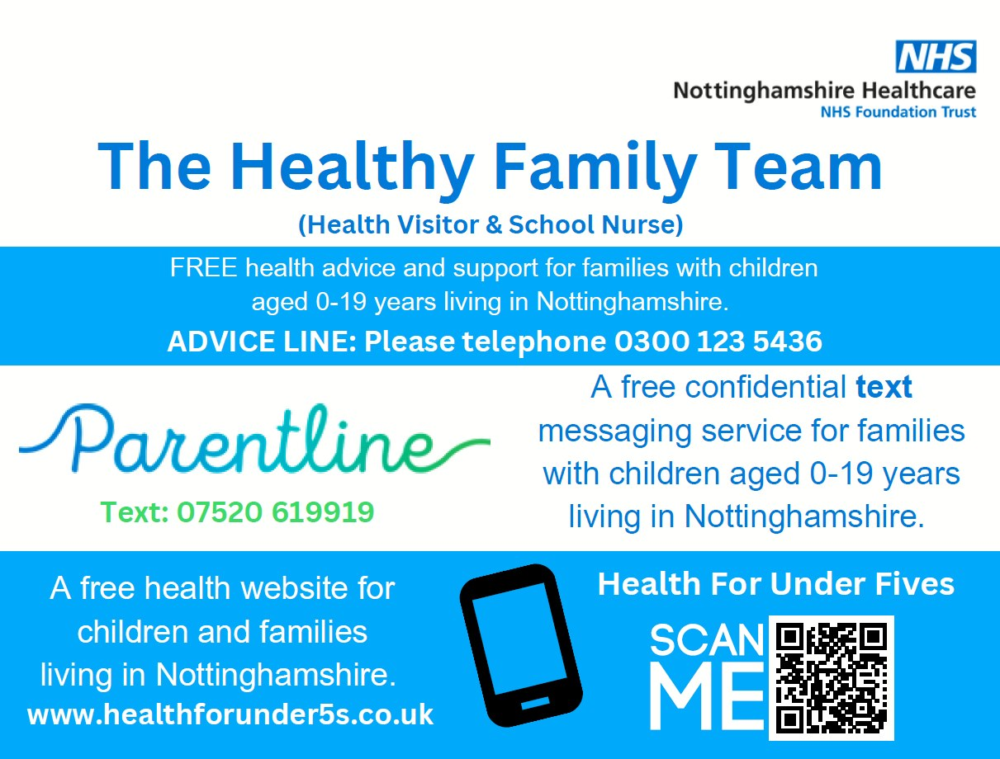 NHS
Nottinghamshire Healthcare
NHS Foundation Trust
The Healthy Family Team
(Health Visitor & School Nurse)
FREE health advice and support for families with children
aged 0-19 years living in Nottinghamshire.
ADVICE LINE: Please telephone 0300 123 5436
Parentline
Text: 07520 619919
A free confidential text
messaging service for families
with children aged 0-19 years
living in Nottinghamshire.
A free health website for
children and families
living in Nottinghamshire.
www.healthforunder5s.co.uk
Health For Under Fives
SCAN
ME